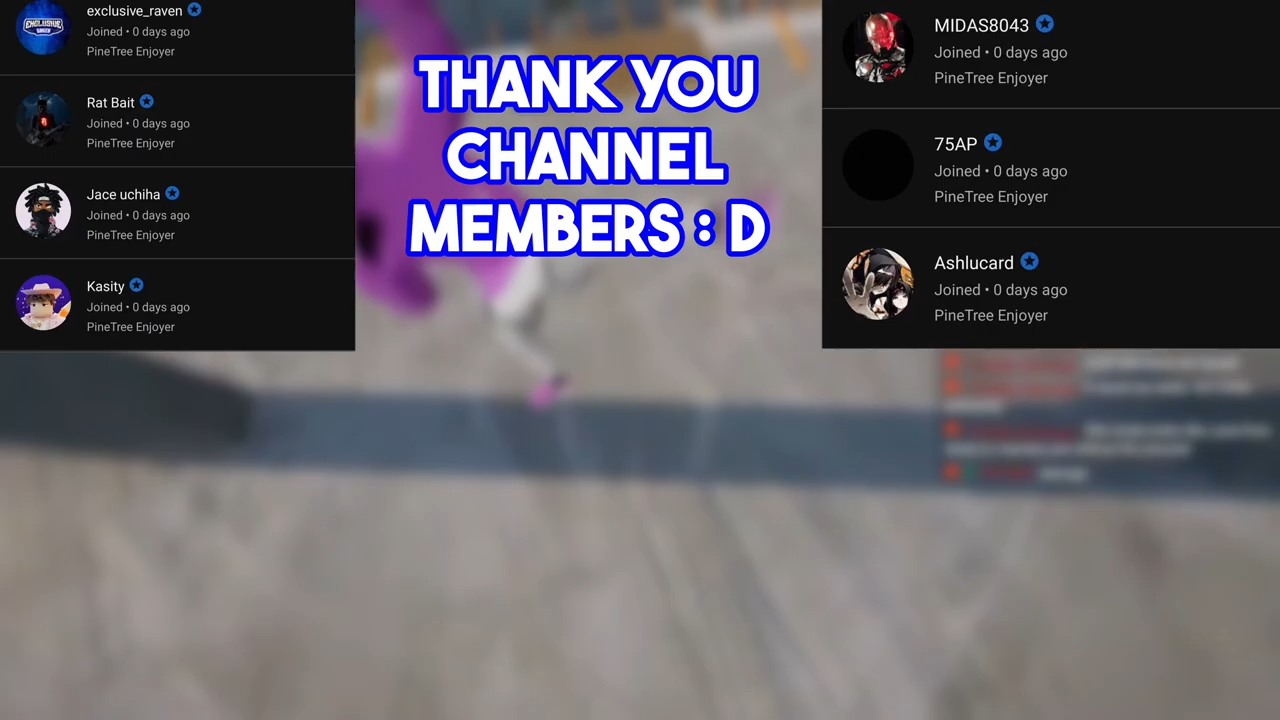 exclusive_raven
Joined • 0 days ago
PineTree Enjoyer
Rat Bait
Joined • 0 days ago
PineTree Enjoyer
Jace uchiha
Joined • 0 days ago
PineTree Enjoyer
Kasity
Joined • 0 days ago
PineTree Enjoyer
THANK YOU
CHANNEL
MEMBERS : D
MIDAS8043
Joined • 0 days ago
PineTree Enjoyer
75AP
Joined • 0 days ago
PineTree Enjoyer
Ashlucard
Joined • 0 days ago
PineTree Enjoyer